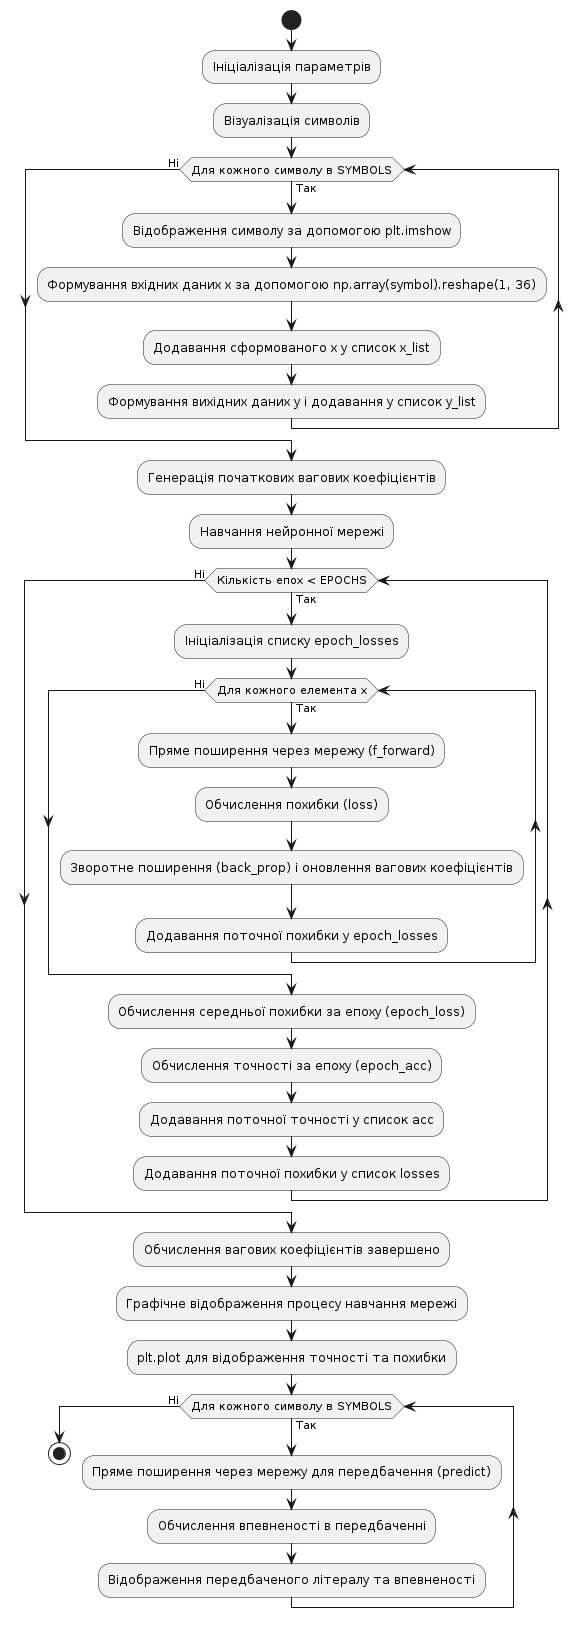 Ініціалізація параметрів
Візуалізація символів
Ні
Для кожного символу в SYMBOLS
Так
Відображення символу за допомогою plt.imshow
Формування вхідних даних x за допомогою np.array(symbol).reshape(1, 36)
Додавання сформованого x у список x_list
Формування вихідних даних y і додавання у список y_list
Генерація початкових вагових коефіцієнтів
Навчання нейронної мережі
Ні
Кількість епох < EPOCHS
Так
Ініціалізація списку epoch_losses
Ні
Для кожного елемента x
Так
Пряме поширення через мережу (f_forward)
Обчислення похибки (loss)
Зворотне поширення (back_prop) і оновлення вагових коефіцієнтів
Додавання поточної похибки у epoch_losses
Обчислення середньої похибки за епоху (epoch_loss)
Обчислення точності за епоху (epoch_acc)
Додавання поточної точності у список acc
Додавання поточної похибки у список losses
Обчислення вагових коефіцієнтів завершено
Графічне відображення процесу навчання мережі
plt.plot для відображення точності та похибки
Ні
Для кожного символу в SYMBOLS
Так
Пряме поширення через мережу для передбачення (predict)
Обчислення впевненості в передбаченні
Відображення передбаченого літералу та впевненості